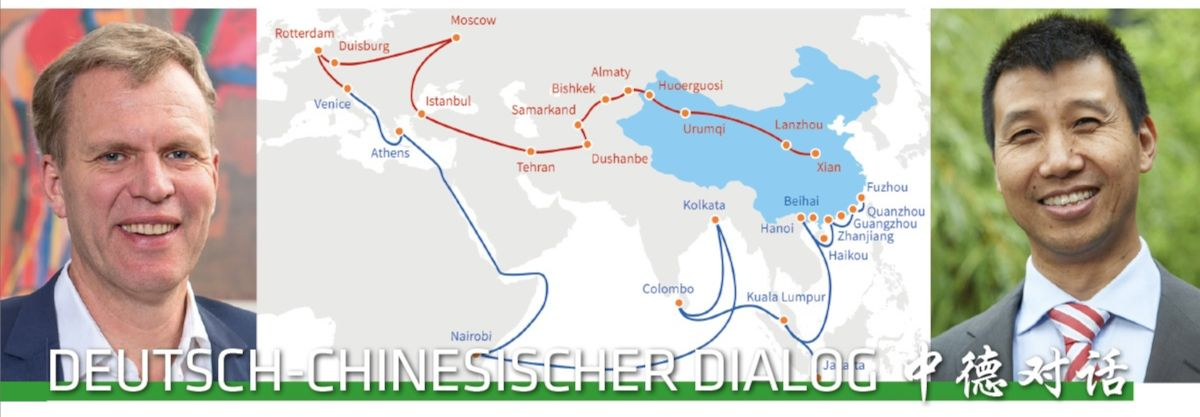 Moscow
Rotterdam
Duisburg
Almaty
Bishkek
Huoerguosi
Venice
Istanbul
Samarkand
Urumqi
Lanzhou
Athens
Tehran
Dushanbe
Xian
Fuzhou
Kolkata
Beihai
Quanzhou
Hanoi
Guangzhou
Zhanjiang
Haikou
Colombo
Kuala Lumpur
Nairobi
Jakarta
DEUTSCH-CHINESISCHER DIALOG 中德对话